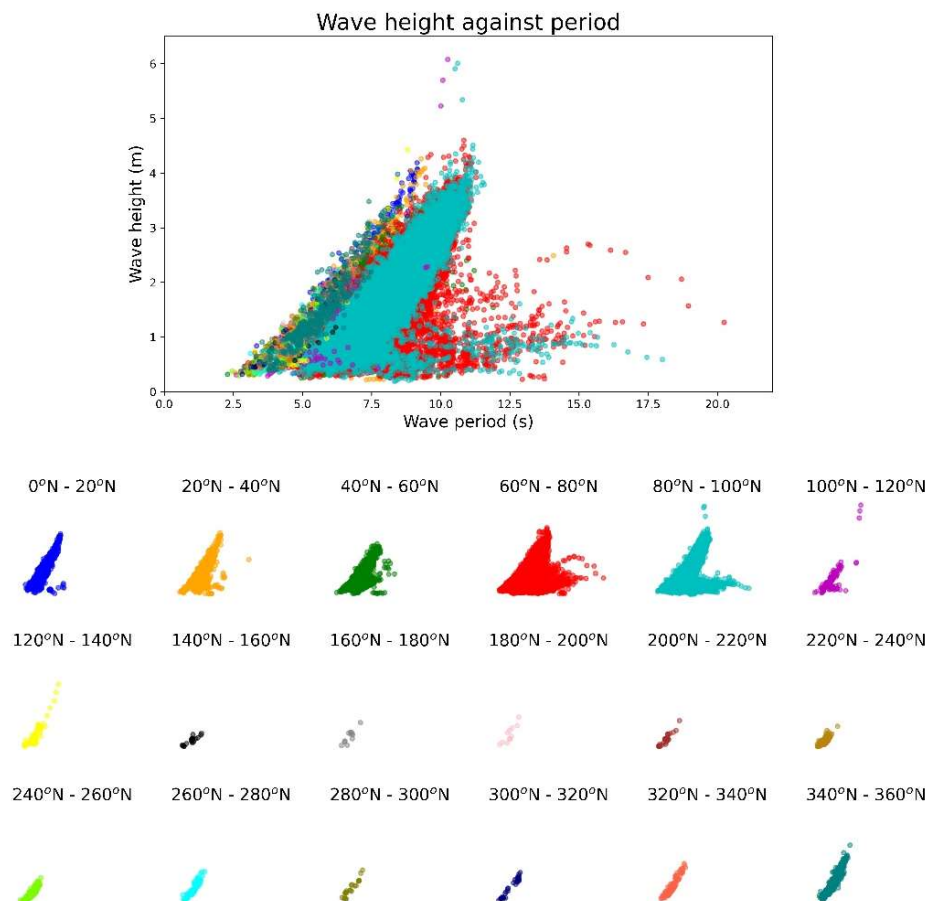 Wave height against period
Wave height (m)
6
5
4
3
2
1
0
0.0 2.5 5.0 7.5 10.0 12.5 15.0 17.5 20.0
Wave period (s)
0°N - 20°N 20°N - 40°N 40°N - 60°N 60°N - 80°N 80°N - 100°N 100°N - 120°N
120°N - 140°N 140°N - 160°N 160°N - 180°N 180°N - 200°N 200°N - 220°N 220°N - 240°N
240°N - 260°N 260°N - 280°N 280°N - 300°N 300°N - 320°N 320°N - 340°N 340°N - 360°N